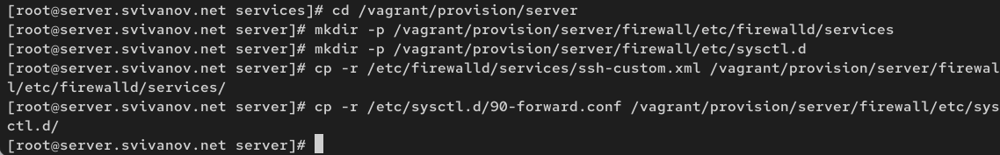 [root@server.svivanov.net services]# cd /vagrant/provision/server
[root@server.svivanov.net server]# mkdir -p /vagrant/provision/server/firewall/etc/firewalld/services
[root@server.svivanov.net server]# mkdir -p /vagrant/provision/server/firewall/etc/sysctl.d
[root@server.svivanov.net server]# cp -r /etc/firewalld/services/ssh-custom.xml /vagrant/provision/server/firewal
l/etc/firewalld/services/
[root@server.svivanov.net server]# cp -r /etc/sysctl.d/90-forward.conf /vagrant/provision/server/firewall/etc/sys
ctl.d/
[root@server.svivanov.net server]#